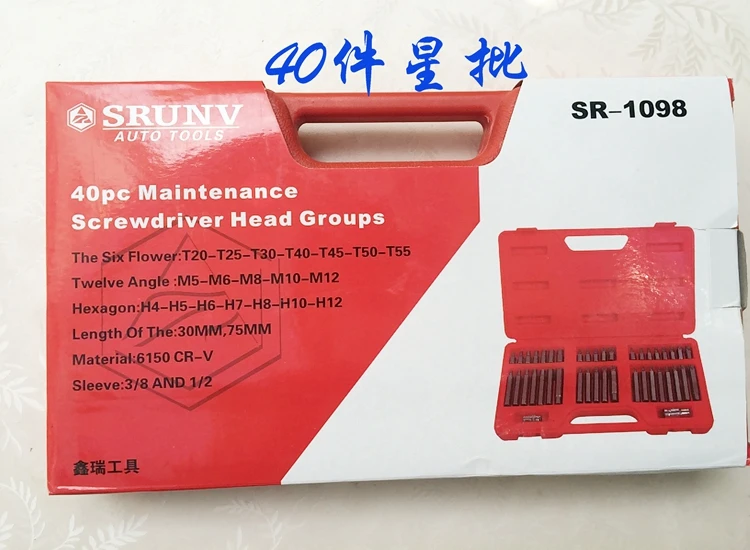 40件星批
SRUNV
AUTO TOOLS
SR-1098
40pc Maintenance
Screwdriver Head Groups
The Six Flower:T20-T25-T30-T40-T45-T50-T55
Twelve Angle :M5-M6-M8-M10-M12
Hexagon:H4-H5-H6-H7-H8-H10-H12
Length Of The:30MM,75MM
Material:6150 CR-V
Sleeve:3/8 AND 1/2
鑫瑞工具